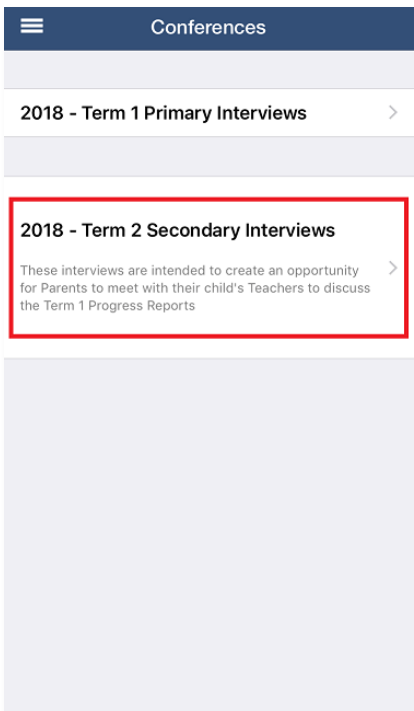 Conferences
2018 - Term 1 Primary Interviews
2018 - Term 2 Secondary Interviews
These interviews are intended to create an opportunity
for Parents to meet with their child's Teachers to discuss
the Term 1 Progress Reports